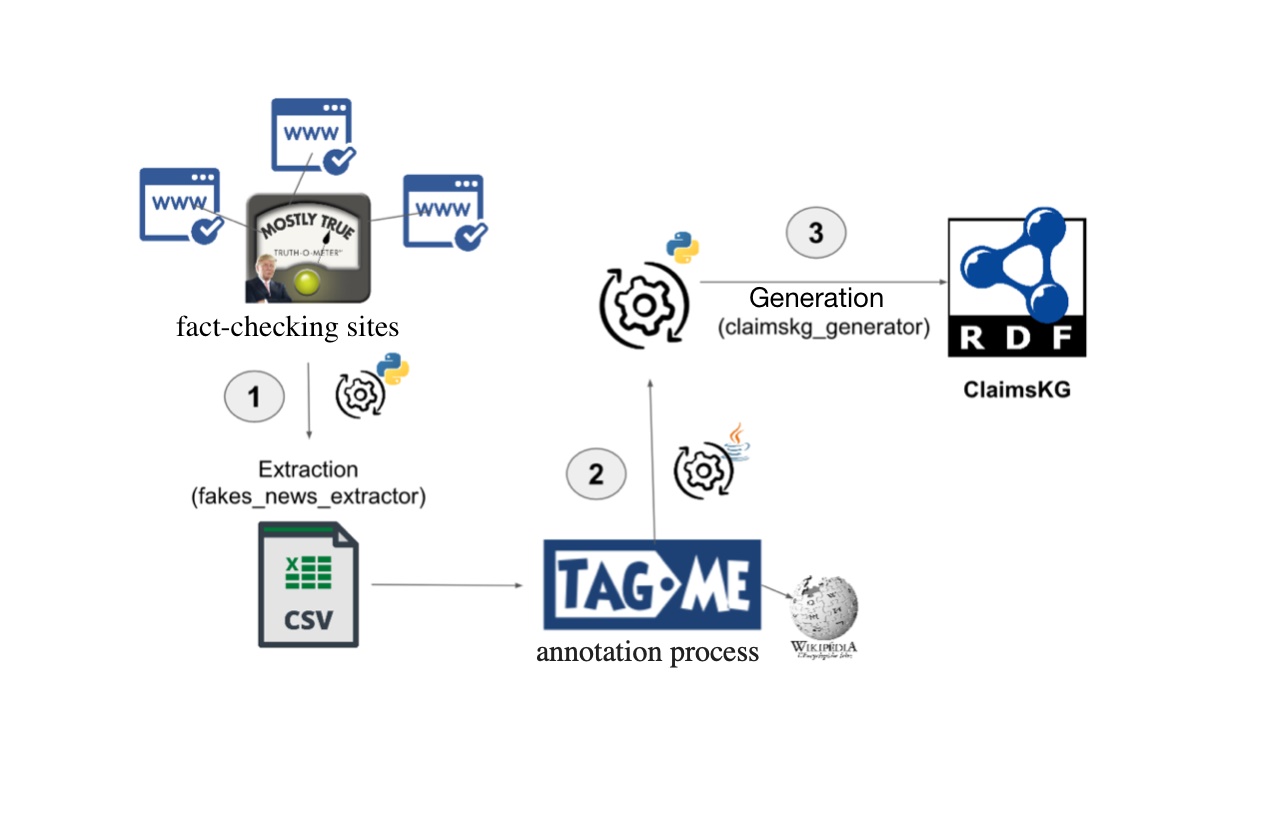 WWW
WWW
WWW
MOSTLY TRUE
TRUTH-O-METER™
fact-checking sites
1
Extraction
(fakes_news_extractor)
X
CSV
TAG•ME
annotation process
WIKIPEDIA
2
3
Generation
(claimskg_generator)
RDF
ClaimsKG